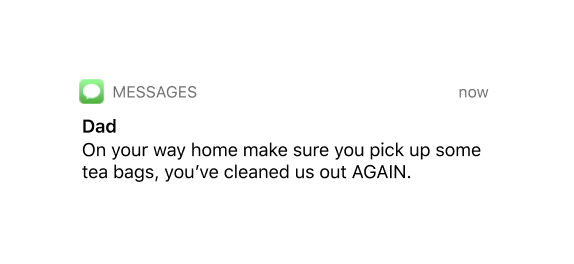 MESSAGES now
Dad
On your way home make sure you pick up some
tea bags, you’ve cleaned us out AGAIN.